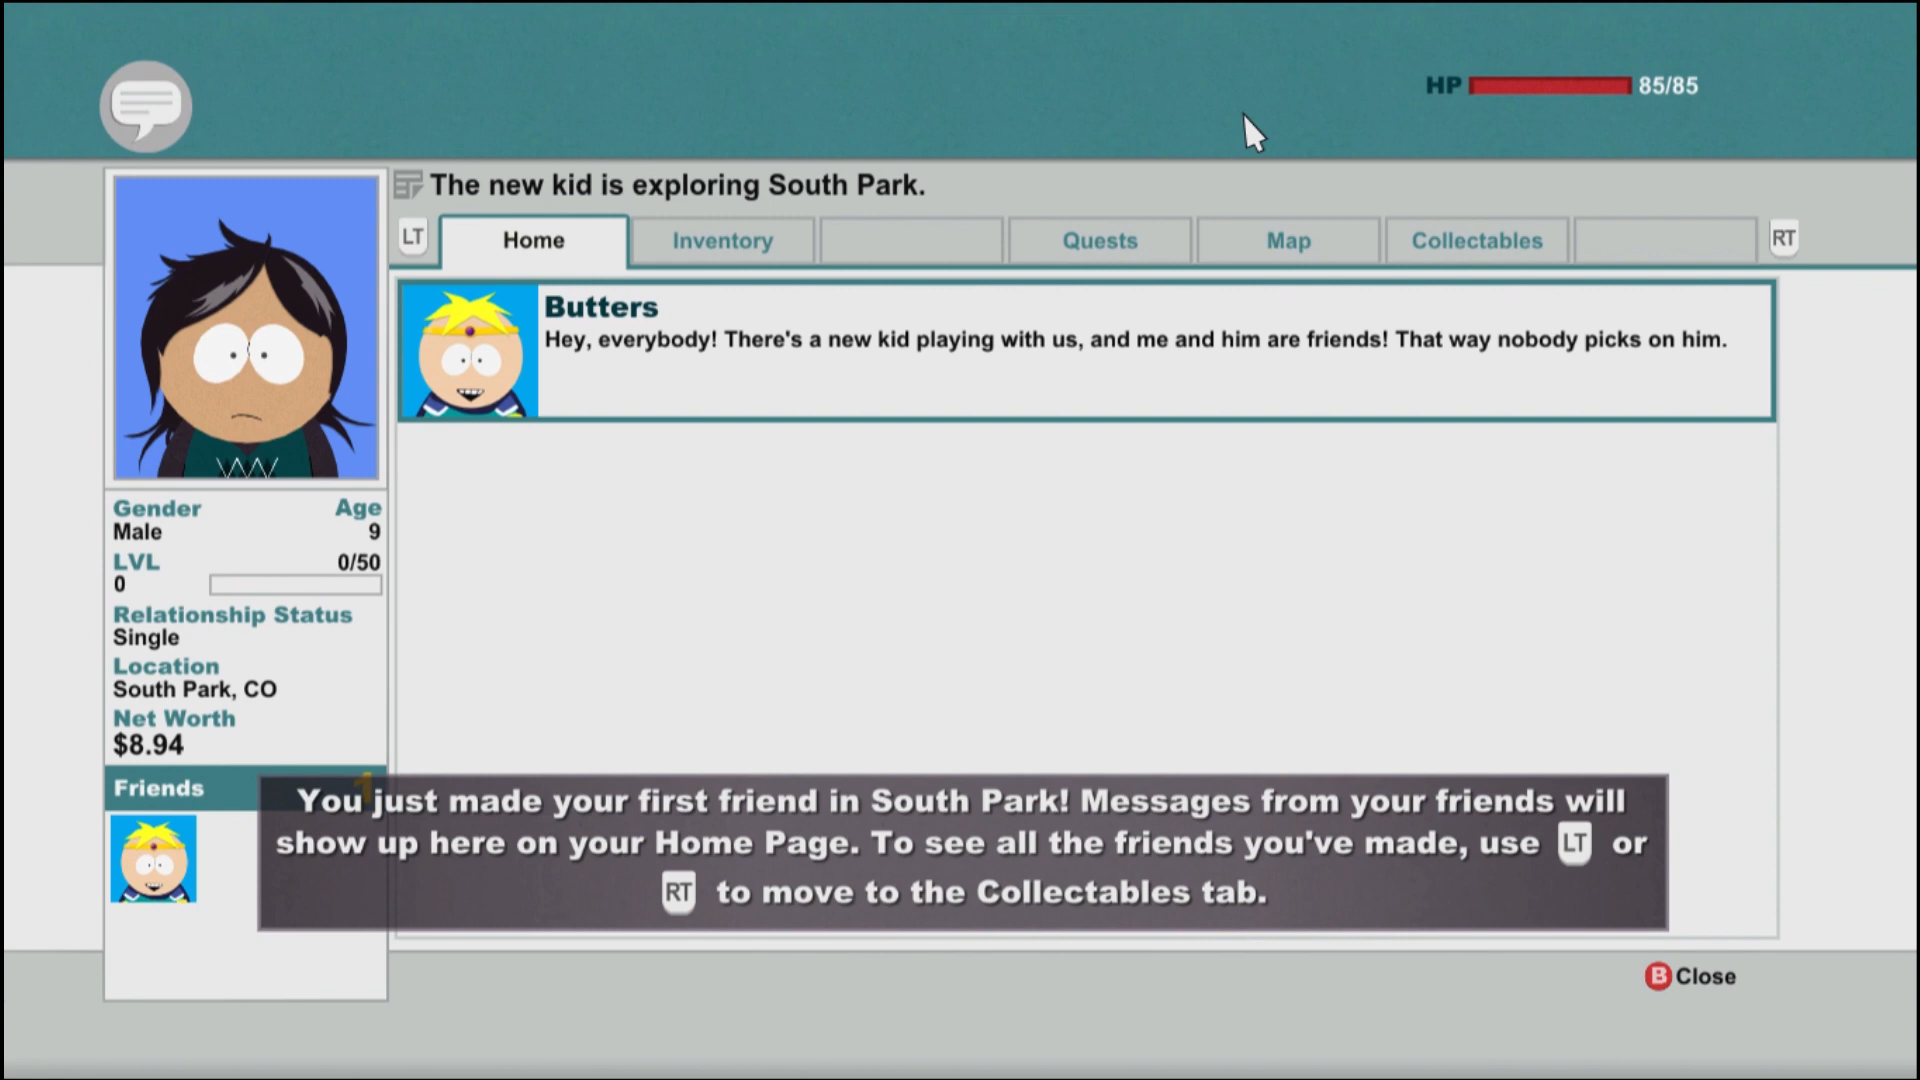 HP 85/85
The new kid is exploring South Park.
LT Home Inventory Quests Map Collectables RT
Butters
Hey, everybody! There's a new kid playing with us, and me and him are friends! That way nobody picks on him.
Gender Age
Male 9
LVL 0/50
0
Relationship Status
Single
Location
South Park, CO
Net Worth
$8.94
Friends 1
You just made your first friend in South Park! Messages from your friends will
show up here on your Home Page. To see all the friends you've made, use LT or
RT to move to the Collectables tab.
B Close